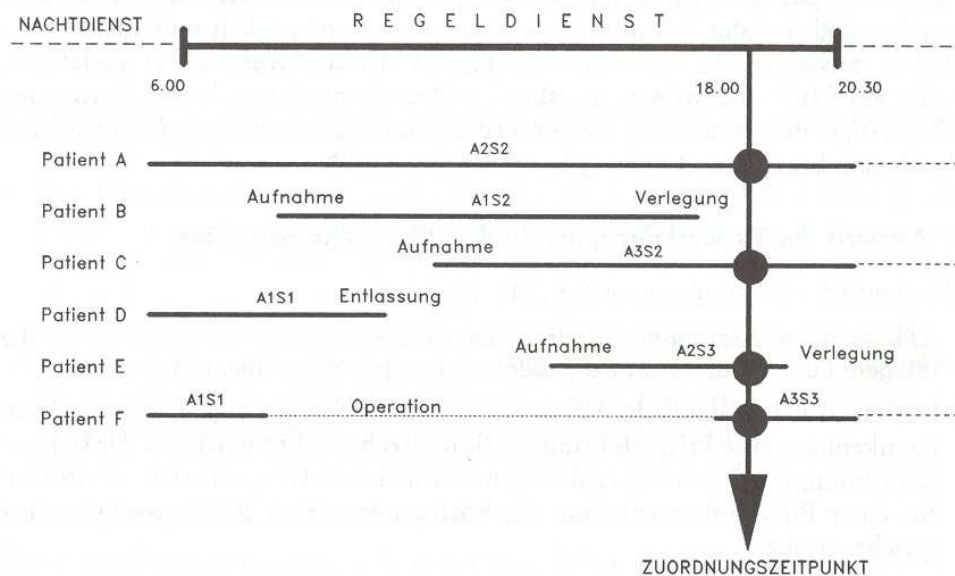 NACHTDIENST
REGELDIENST
6.00 18.00 20.30
Patient A A2S2
Patient B Aufnahme A1S2 Verlegung
Patient C Aufnahme A3S2
Patient D A1S1 Entlassung
Patient E Aufnahme A2S3 Verlegung
Patient F A1S1 Operation A3S3
ZUORDNUNGSZEITPUNKT